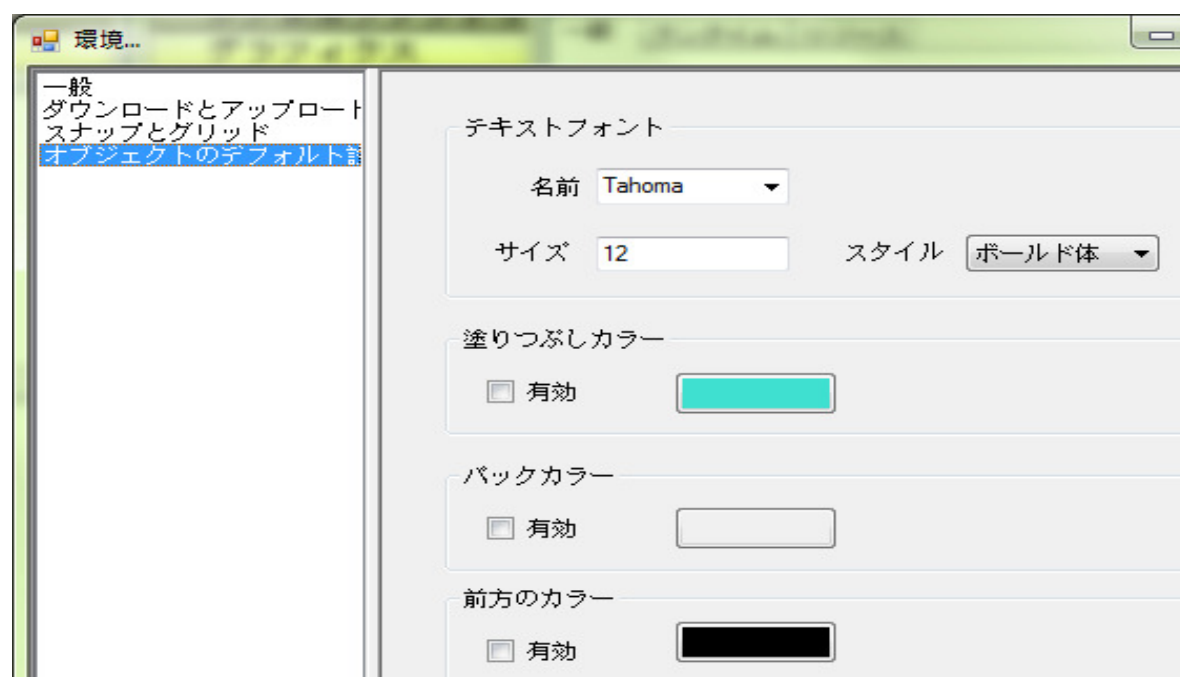 環境...
一般
ダウンロードとアップロード
スナップとグリッド
オブジェクトのデフォルト
テキストフォント
名前 Tahoma
サイズ 12 スタイル ボールド体
塗りつぶしカラー
有効
バックカラー
有効
前方のカラー
有効